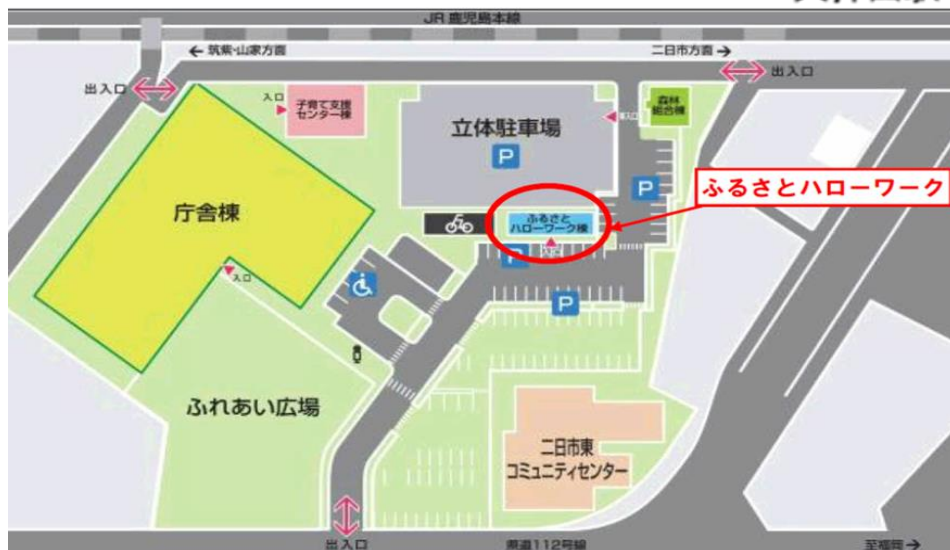 JR 鹿児島本線
← 筑紫・山家方面
二日市方面 →
出入口
出入口
入口
子育て支援
センター棟
立体駐車場
P
入口
森林
組合棟
P
ふるさとハローワーク
庁舎棟
ふるさと
ハローワーク棟
入口
P
入口
P
ふれあい広場
二日市東
コミュニティセンター
出入口
県道112号線
至福岡 →